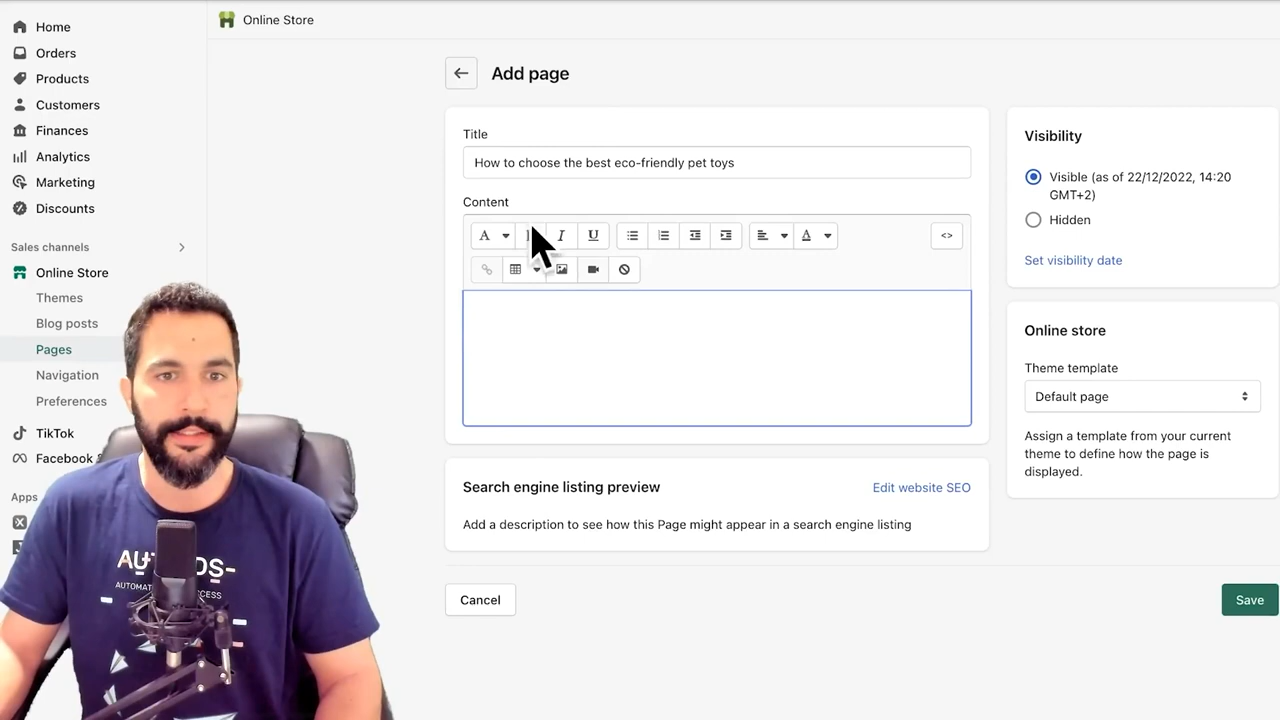 Home
Orders
Products
Customers
Finances
Analytics
Marketing
Discounts
Sales channels
Online Store
Themes
Blog posts
Pages
Navigation
Preferences
TikTok
Facebook
Apps
Online Store
Add page
Title
How to choose the best eco-friendly pet toys
Content
A
I
U
A
<>
Search engine listing preview
Edit website SEO
Add a description to see how this Page might appear in a search engine listing
Cancel
Save
Visibility
Visible (as of 22/12/2022, 14:20
GMT+2)
Hidden
Set visibility date
Online store
Theme template
Default page
Assign a template from your current
theme to define how the page is
displayed.